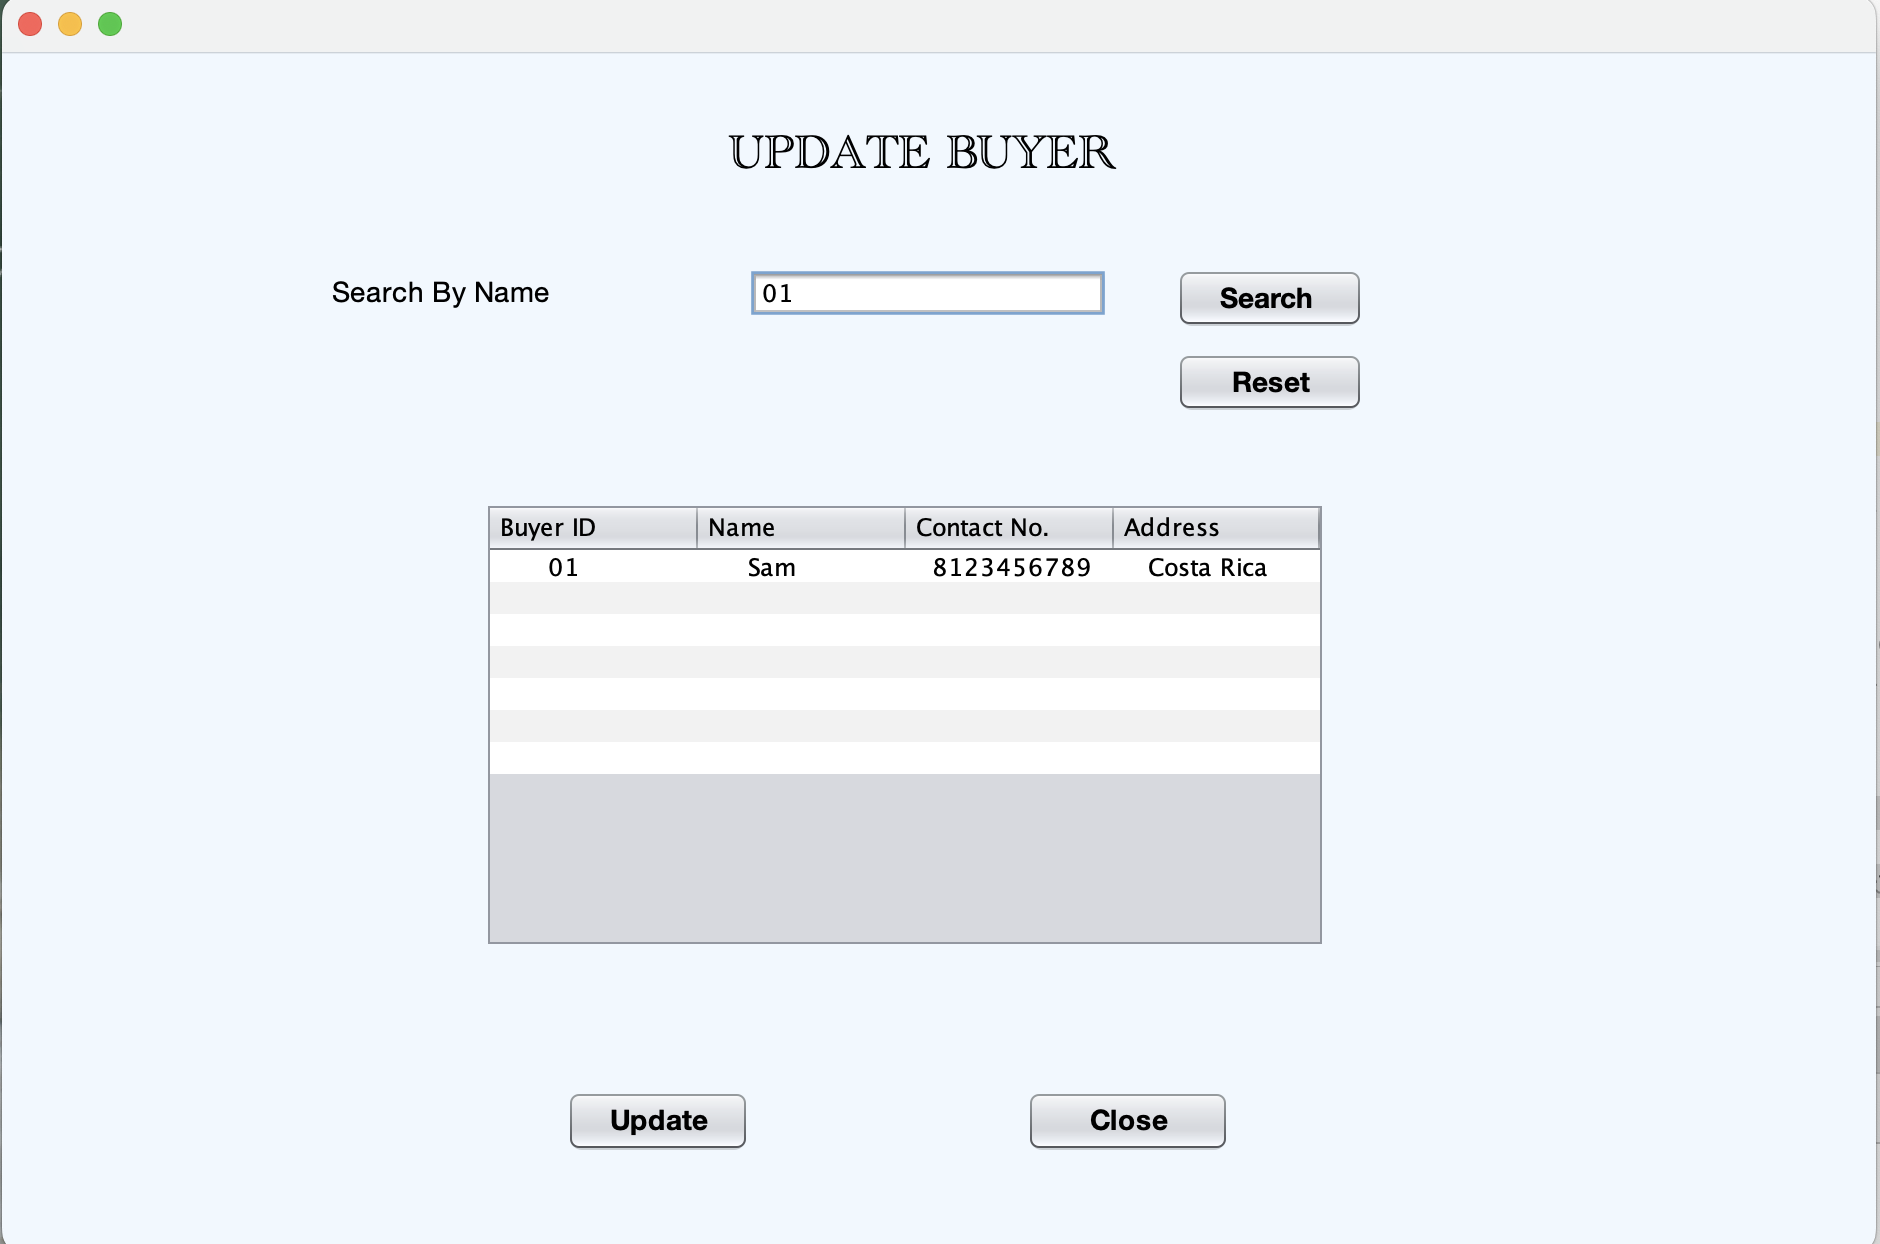 UPDATE BUYER
Search By Name 01 Search
Reset
Buyer ID Name Contact No. Address
01 Sam 8123456789 Costa Rica
Update Close